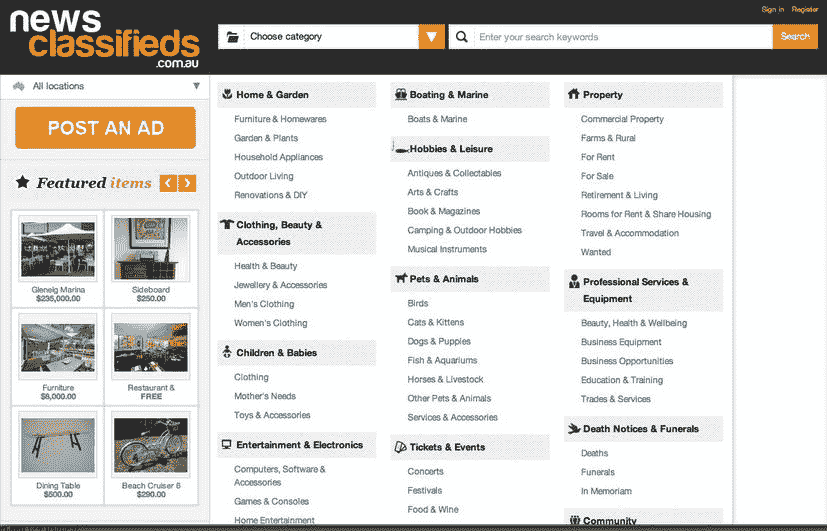 Sign in Register
news
classifieds
.com.au
Choose category
Enter your search keywords
Search
All locations
POST AN AD
Featured items
Gleneig Marina
$235,000.00
Sideboard
$250.00
Furniture
$8,000.00
Restaurant &
FREE
Dining Table
$500.00
Beach Cruiser 6
$290.00
Home & Garden
Furniture & Homewares
Garden & Plants
Household Appliances
Outdoor Living
Renovations & DIY
Clothing, Beauty &
Accessories
Health & Beauty
Jewellery & Accessories
Men's Clothing
Women's Clothing
Children & Babies
Clothing
Mother's Needs
Toys & Accessories
Entertainment & Electronics
Computers, Software &
Accessories
Games & Consoles
Home Entertainment
Boating & Marine
Boats & Marine
Hobbies & Leisure
Antiques & Collectables
Arts & Crafts
Book & Magazines
Camping & Outdoor Hobbies
Musical Instruments
Pets & Animals
Birds
Cats & Kittens
Dogs & Puppies
Fish & Aquariums
Horses & Livestock
Other Pets & Animals
Services & Accessories
Tickets & Events
Concerts
Festivals
Food & Wine
Property
Commercial Property
Farms & Rural
For Rent
For Sale
Retirement & Living
Rooms for Rent & Share Housing
Travel & Accommodation
Wanted
Professional Services &
Equipment
Beauty, Health & Wellbeing
Business Equipment
Business Opportunities
Education & Training
Trades & Services
Death Notices & Funerals
Deaths
Funerals
In Memoriam
Community